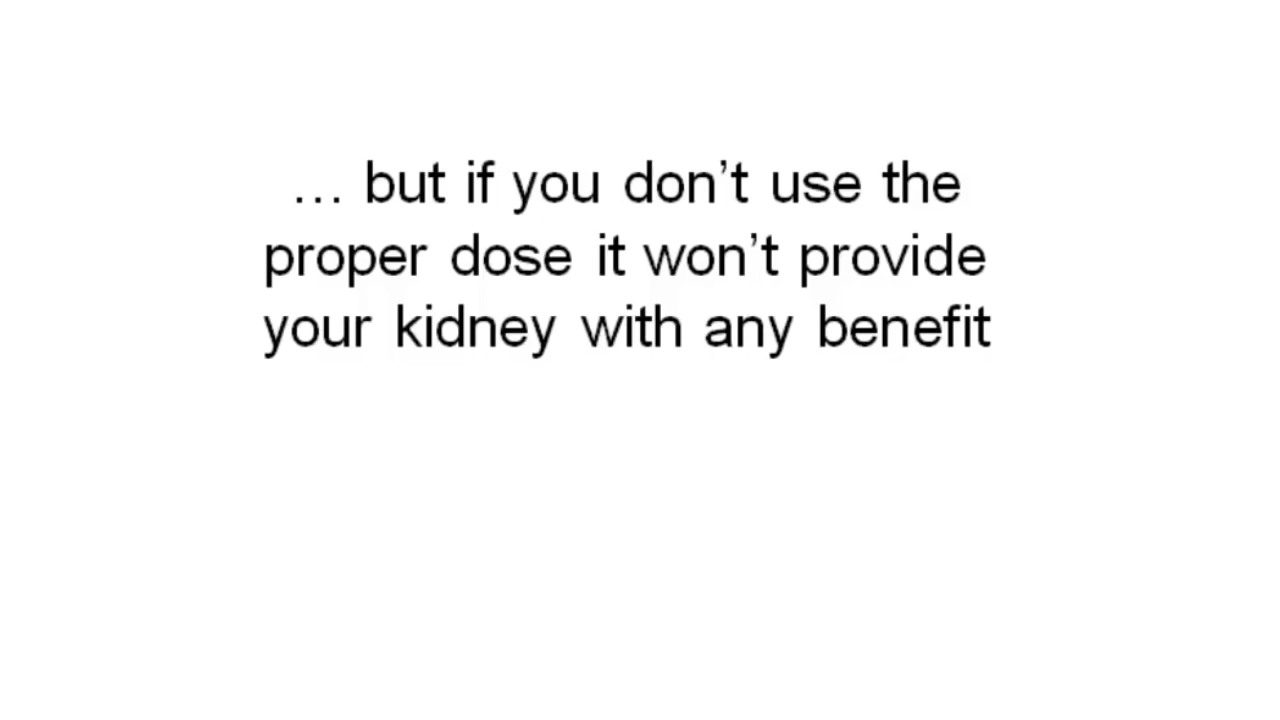 … but if you don’t use the
proper dose it won’t provide
your kidney with any benefit